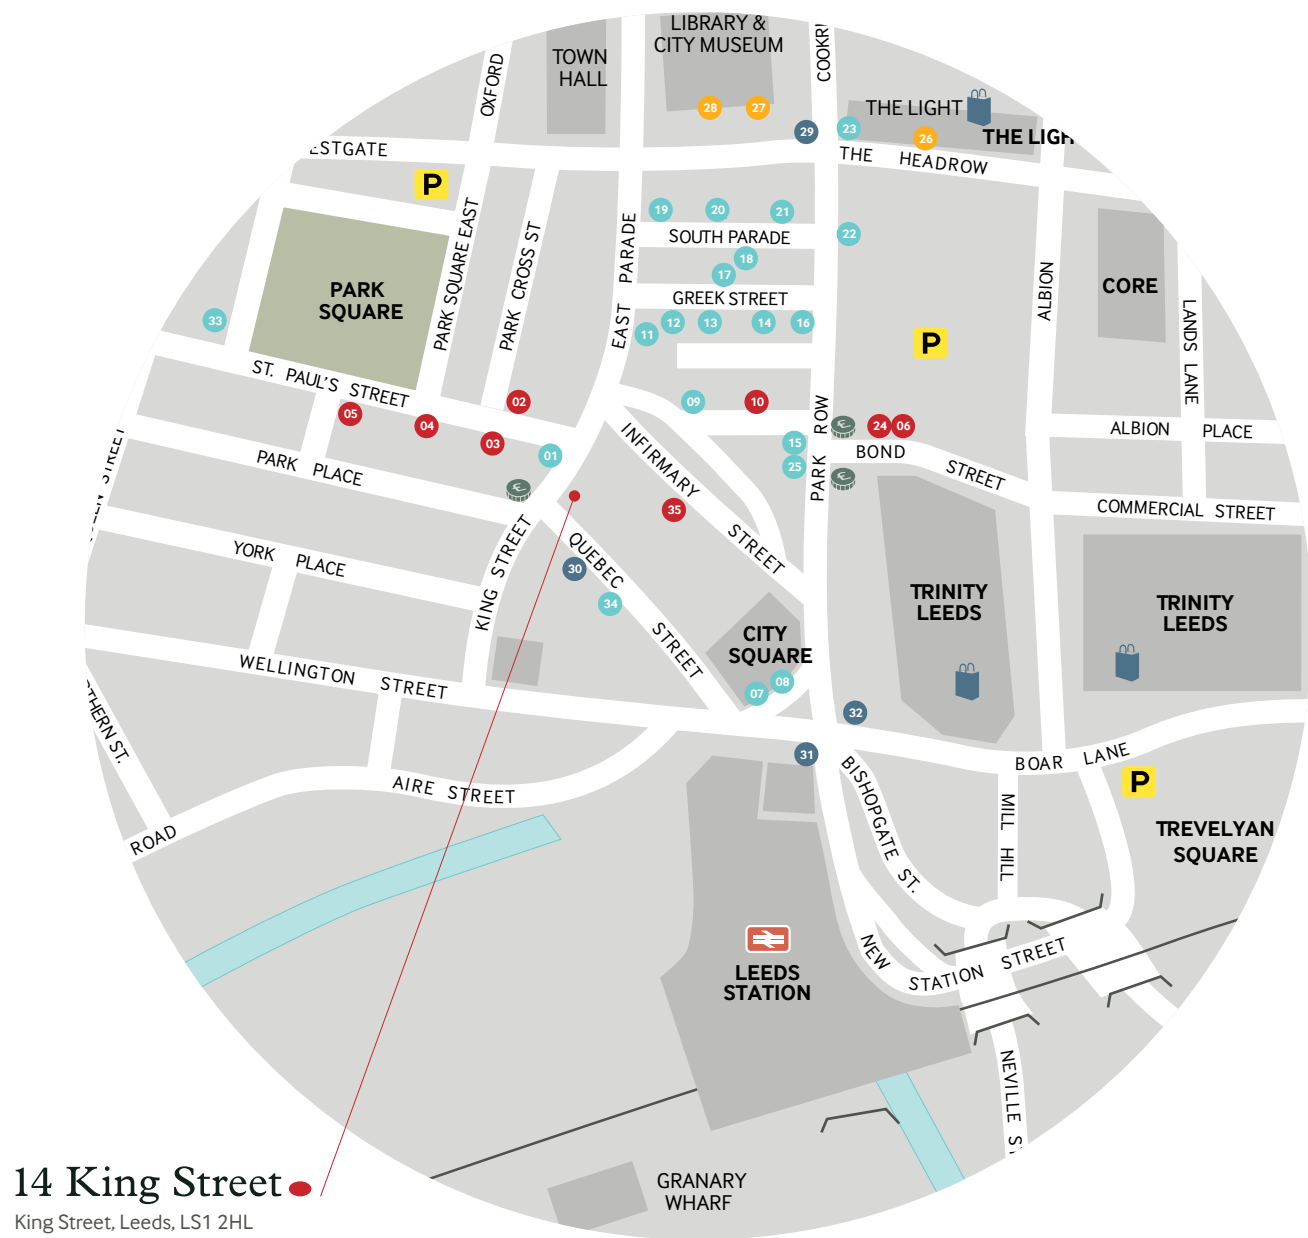 LIBRARY &
CITY MUSEUM
TOWN
HALL
OXFORD
COOKRI
THE LIGHT
THE LIGH
28
27
29
23
26
ESTGATE
THE HEADROW
P
19
20
21
22
SOUTH PARADE
18
17
GREEK STREET
11
12
13
14
16
PARK SQUARE EAST
PARK CROSS ST
EAST PARADE
ALBION
CORE
LANDS LANE
PARK
SQUARE
33
P
ST. PAUL'S STREET
02
05
04
03
01
09
10
15
25
24
06
PARK ROW
BOND STREET
ALBION PLACE
COMMERCIAL STREET
PARK PLACE
YORK PLACE
KING STREET
INFIRMARY STREET
35
QUEBEC STREET
30
34
CITY
SQUARE
07
08
TRINITY
LEEDS
TRINITY
LEEDS
WELLINGTON STREET
THERN ST.
AIRE STREET
ROAD
32
31
BOAR LANE
P
BISHOPGATE ST.
MILL HILL
TREVELYAN
SQUARE
NEW STATION STREET
LEEDS
STATION
NEVILLE S
GRANARY
WHARF
14 King Street
King Street, Leeds, LS1 2HL